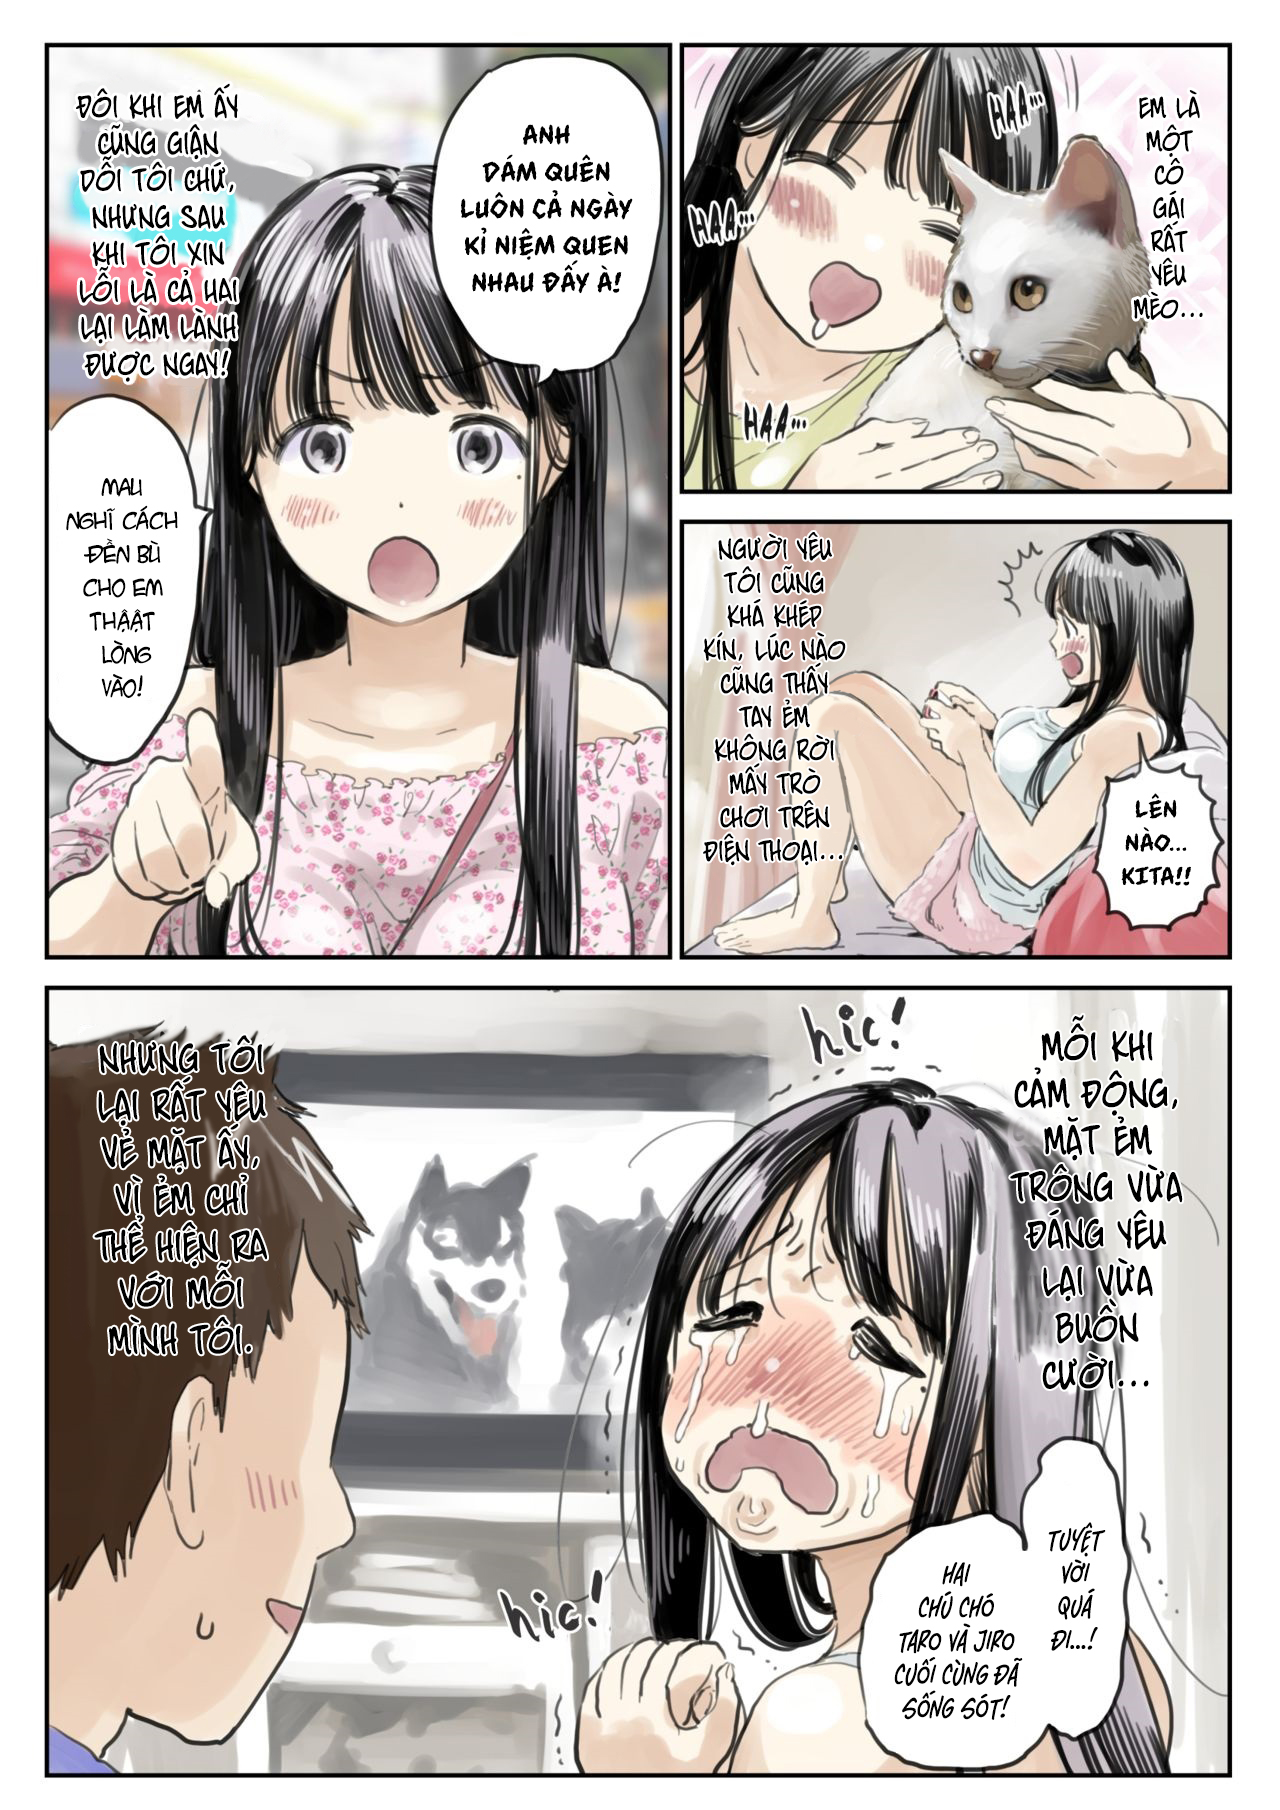 EM LÀ
MỘT
CÔ
GÁI RẤT
YÊU
MÈO...
HAA...
HAA...
HAA...
NGƯỜI YÊU
TÔI CŨNG
KHÁ KHÉP
KÍN, LÚC NÀO
CŨNG THẤY
TAY ẺM
KHÔNG RỜI
MẤY TRÒ
CHƠI TRÊN
ĐIỆN THOẠI...
LÊN
NÀO...
KITA!!
ANH
DÁM QUÊN
LUÔN CẢ NGÀY
KỈ NIỆM QUEN
NHAU ĐẤY À!
ĐÔI KHI EM ẤY
CŨNG GIẬN
DỖI TÔI CHỨ,
NHƯNG SAU
KHI TÔI XIN
LỖI LÀ CẢ HAI
LẠI LÀM LÀNH
ĐƯỢC NGAY!
MAU
NGHĨ CÁCH
ĐỀN BÙ
CHO EM
THẬẬT
LÒNG
VÀO!
MỖI KHI
CẢM ĐỘNG,
MẶT ẺM
TRÔNG VỪA
ĐÁNG YÊU
LẠI VỪA
BUỒN
CƯỜI...
hic!
TUYỆT
VỜI
QUÁ
ĐI...!
HAI
CHÚ CHÓ
TARO VÀ JIRO
CUỐI CÙNG ĐÃ
SỐNG SÓT!
hic!
NHƯNG TÔI
LẠI RẤT YÊU
VẺ MẶT ẤY,
VÌ ẺM CHỈ
THỂ HIỆN RA
VỚI MỖI
MÌNH TÔI.